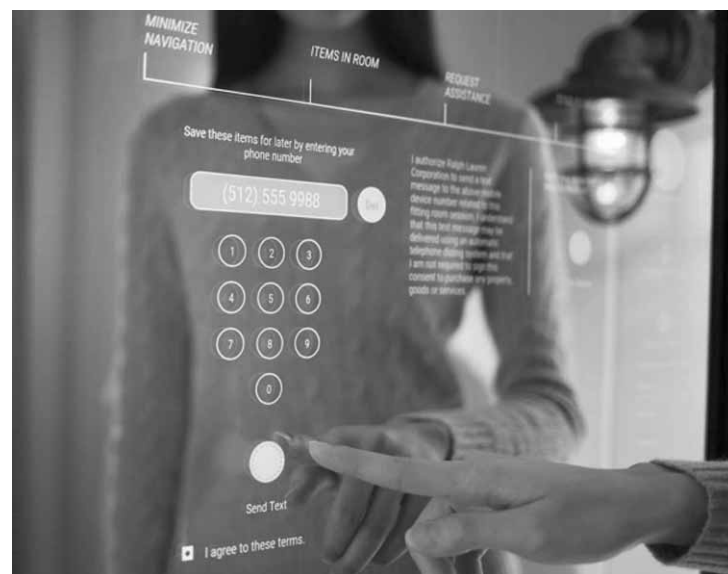 MINIMIZE
NAVIGATION
ITEMS IN ROOM
REQUEST
ASSISTANCE
Save these items for later by entering your
phone number
(512) 555 9988
Del
1 2 3
4 5 6
7 8 9
0
Send Text
I agree to these terms.
I authorize Ralph Lauren
Corporation to send a text
message to the above mobile
device number related to this
fitting room session. I understand
that this text message may be
delivered using an automatic
telephone dialing system and that
I am not required to sign this
consent to purchase any property,
goods or services.